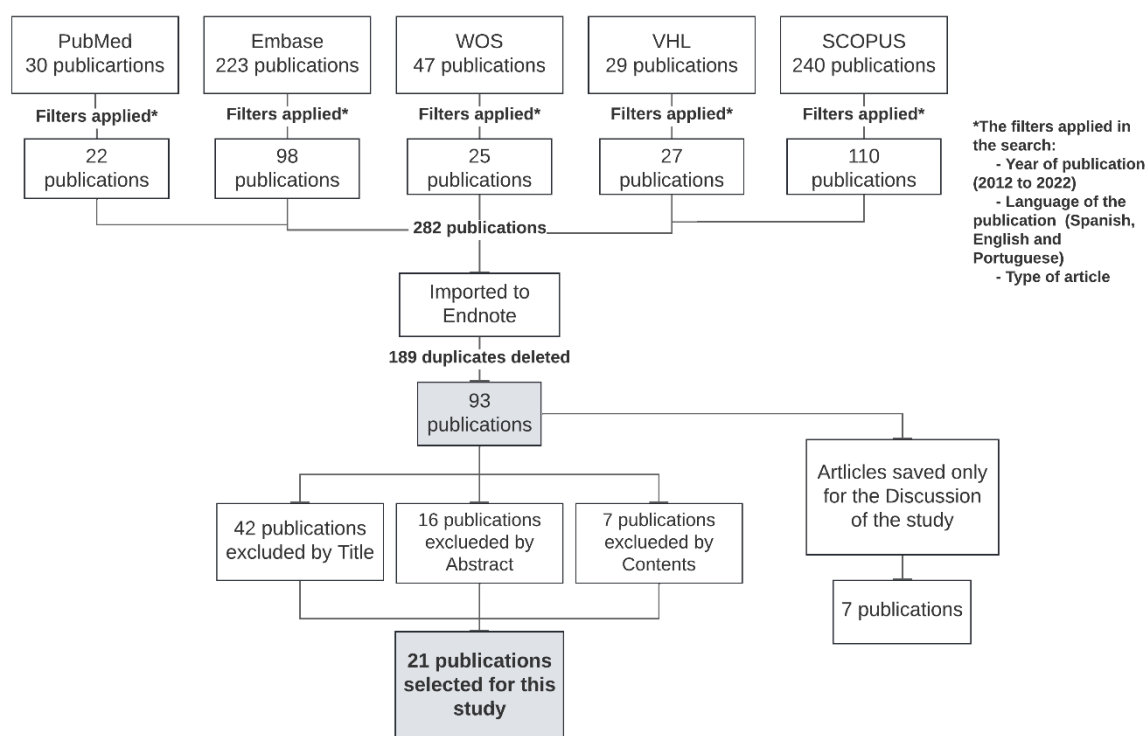 PubMed
30 publicartions
Embase
223 publications
WOS
47 publications
VHL
29 publications
SCOPUS
240 publications
Filters applied*
Filters applied*
Filters applied*
Filters applied*
Filters applied*
22
publications
98
publications
25
publications
27
publications
110
publications
*The filters applied in
the search:
- Year of publication
(2012 to 2022)
- Language of the
publication (Spanish,
English and
Portuguese)
- Type of article
282 publications
Imported to
Endnote
189 duplicates deleted
93
publications
42 publications
excluded by Title
16 publications
exclueded by
Abstract
7 publications
exclueded by
Contents
Artlicles saved only
for the Discussion
of the study
7 publications
21 publications
selected for this
study